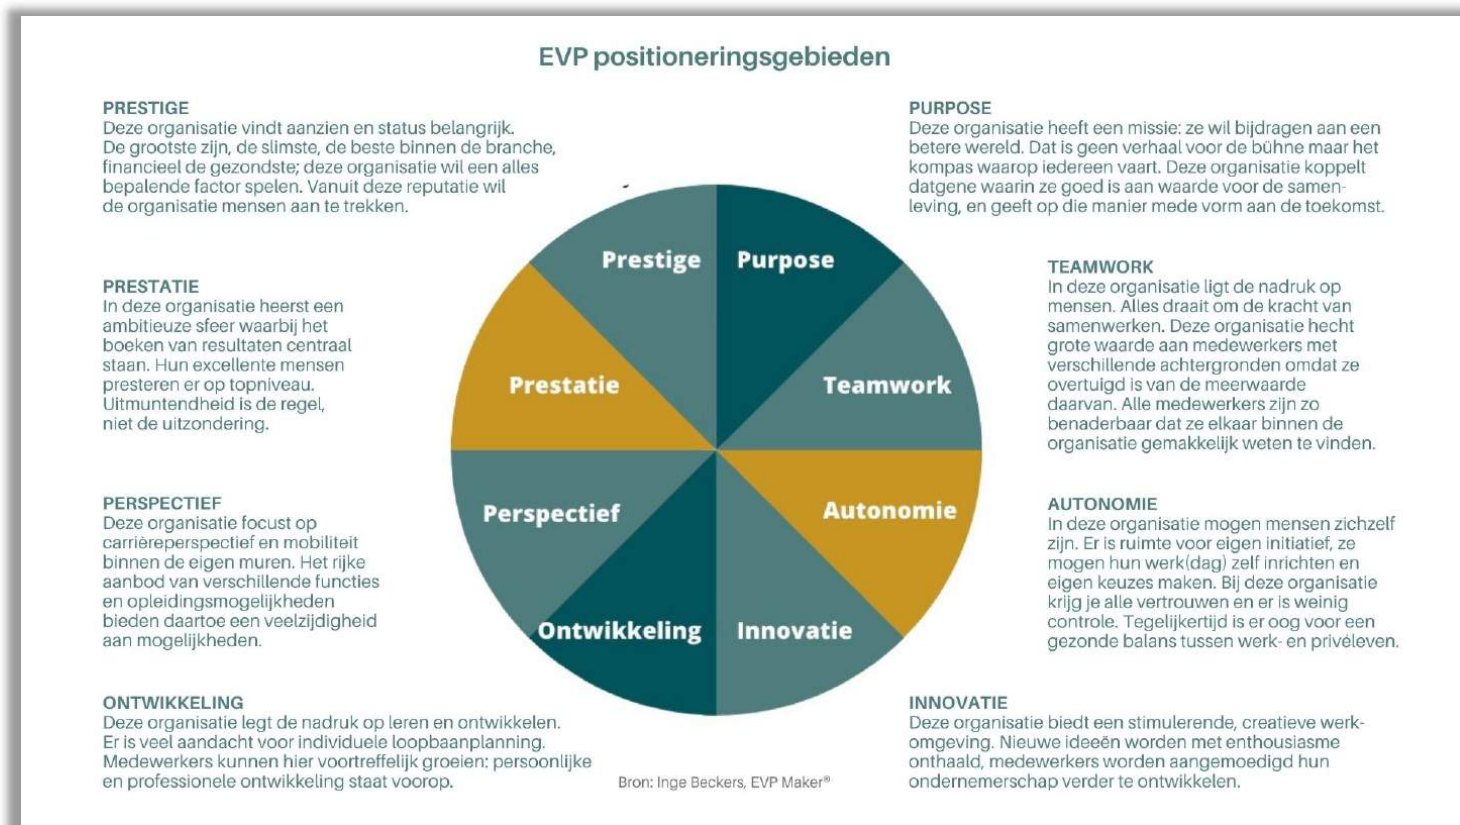 EVP positioneringsgebieden
PRESTIGE
Deze organisatie vindt aanzien en status belangrijk.
De grootste zijn, de slimste, de beste binnen de branche,
financieel de gezondste; deze organisatie wil een alles
bepalende factor spelen. Vanuit deze reputatie wil
de organisatie mensen aan te trekken.
PURPOSE
Deze organisatie heeft een missie: ze wil bijdragen aan een
betere wereld. Dat is geen verhaal voor de bühne maar het
kompas waarop iedereen vaart. Deze organisatie koppelt
datgene waarin ze goed is aan waarde voor de samen-
leving, en geeft op die manier mede vorm aan de toekomst.
PRESTATIE
In deze organisatie heerst een
ambitieuze sfeer waarbij het
boeken van resultaten centraal
staan. Hun excellente mensen
presteren er op topniveau.
Uitmuntendheid is de regel,
niet de uitzondering.
TEAMWORK
In deze organisatie ligt de nadruk op
mensen. Alles draait om de kracht van
samenwerken. Deze organisatie hecht
grote waarde aan medewerkers met
verschillende achtergronden omdat ze
overtuigd is van de meerwaarde
daarvan. Alle medewerkers zijn zo
benaderbaar dat ze elkaar binnen de
organisatie gemakkelijk weten te vinden.
Prestige
Purpose
Prestatie
Teamwork
Perspectief
Autonomie
Ontwikkeling
Innovatie
PERSPECTIEF
Deze organisatie focust op
carrièreperspectief en mobiliteit
binnen de eigen muren. Het rijke
aanbod van verschillende functies
en opleidingsmogelijkheden
bieden daartoe een veelzijdigheid
aan mogelijkheden.
AUTONOMIE
In deze organisatie mogen mensen zichzelf
zijn. Er is ruimte voor eigen initiatief, ze
mogen hun werk(dag) zelf inrichten en
eigen keuzes maken. Bij deze organisatie
krijg je alle vertrouwen en er is weinig
controle. Tegelijkertijd is er oog voor een
gezonde balans tussen werk- en privéleven.
ONTWIKKELING
Deze organisatie legt de nadruk op leren en ontwikkelen.
Er is veel aandacht voor individuele loopbaanplanning.
Medewerkers kunnen hier voortreffelijk groeien: persoonlijke
en professionele ontwikkeling staat voorop.
INNOVATIE
Deze organisatie biedt een stimulerende, creatieve werk-
omgeving. Nieuwe ideeën worden met enthousiasme
onthaald, medewerkers worden aangemoedigd hun
ondernemerschap verder te ontwikkelen.
Bron: Inge Beckers, EVP Maker®